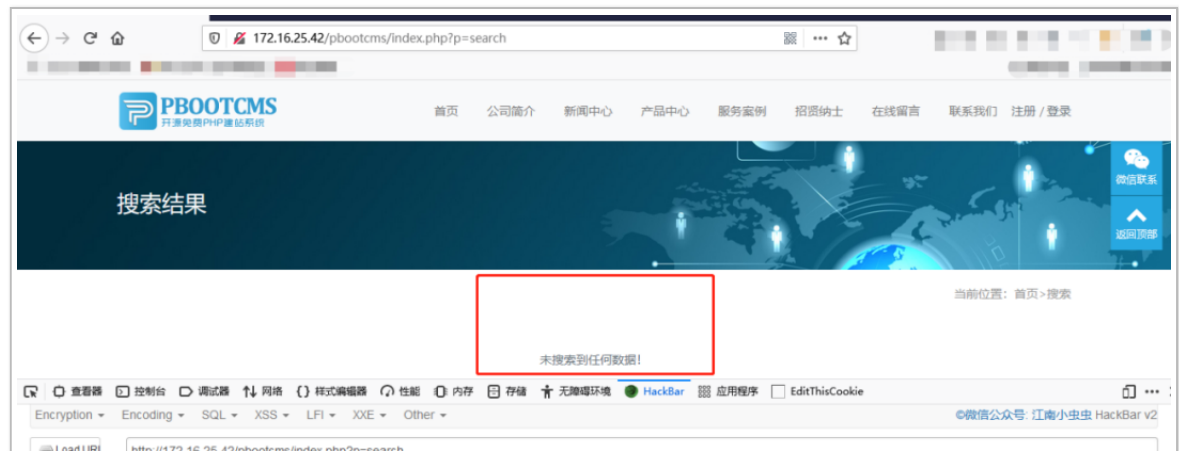 172.16.25.42/pbootcms/index.php?p=search
PBOOTCMS
开源免费PHP建站系统
首页 公司简介 新闻中心 产品中心 服务案例 招贤纳士 在线留言 联系我们 注册 / 登录
微信联系
搜索结果
返回顶部
当前位置：首页>搜索
未搜索到任何数据！
查看器 控制台 调试器 网络 {} 样式编辑器 性能 内存 存储 无障碍环境 HackBar 应用程序 EditThisCookie
Encryption Encoding SQL XSS LFI XXE Other ©微信公众号: 江南小虫虫 HackBar v2
Load URL http://172.16.25.42/pbootcms/index.php?p=search